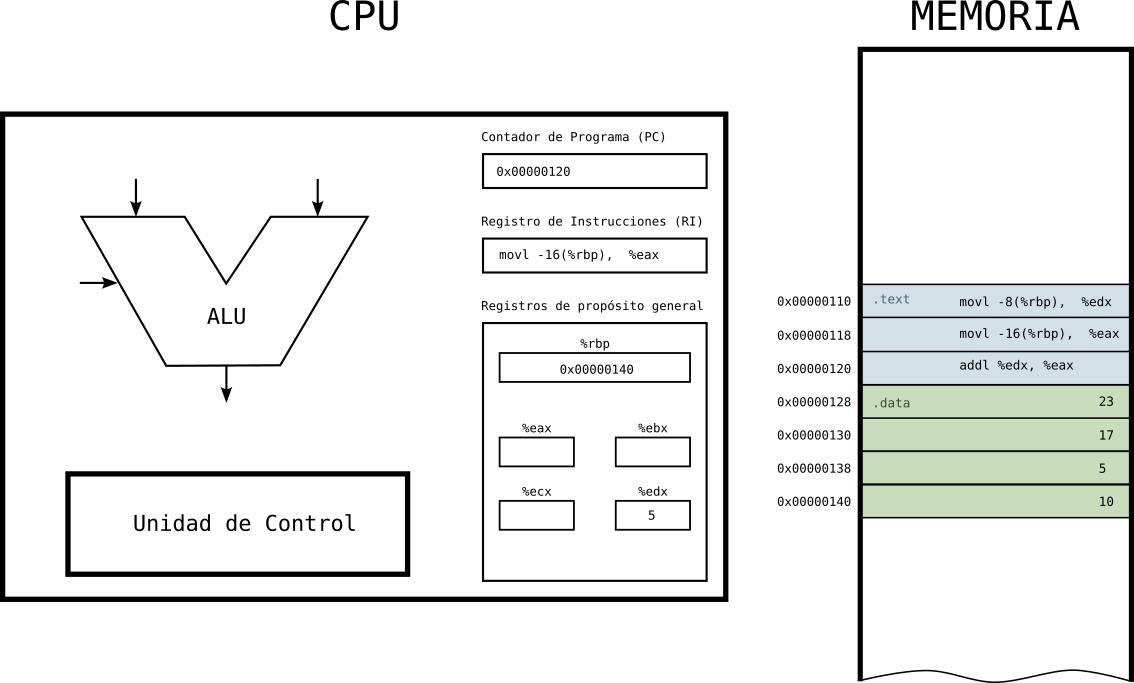 CPU
MEMORIA
Contador de Programa (PC)
0x00000120
Registro de Instrucciones (RI)
movl -16(%rbp),  %eax
Registros de propósito general
%rbp
0x00000140
%eax
%ebx
%ecx
%edx
5
ALU
Unidad de Control
0x00000110 .text movl -8(%rbp),  %edx
0x00000118 movl -16(%rbp),  %eax
0x00000120 addl %edx, %eax
0x00000128 .data 23
0x00000130 17
0x00000138 5
0x00000140 10